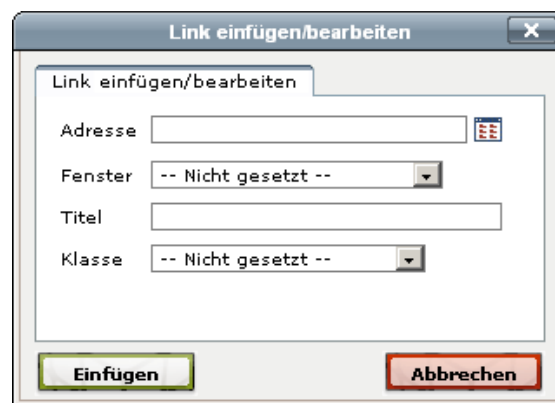 Link einfügen/bearbeiten
Link einfügen/bearbeiten
Adresse
Fenster -- Nicht gesetzt --
Titel
Klasse -- Nicht gesetzt --
Einfügen Abbrechen